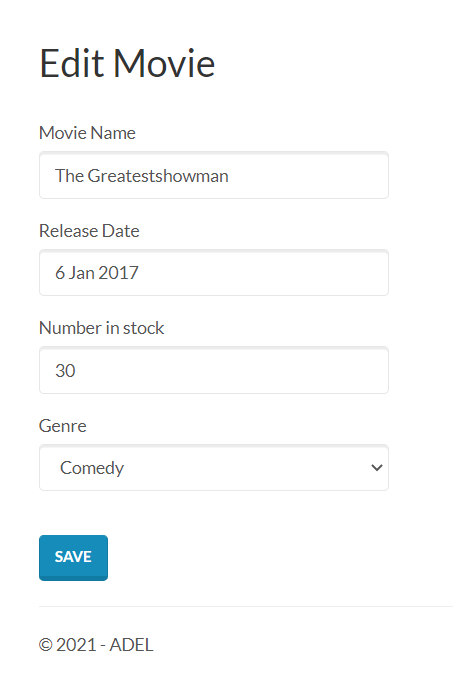 Edit Movie
Movie Name
The Greatestshowman
Release Date
6 Jan 2017
Number in stock
30
Genre
Comedy
SAVE
© 2021 - ADEL